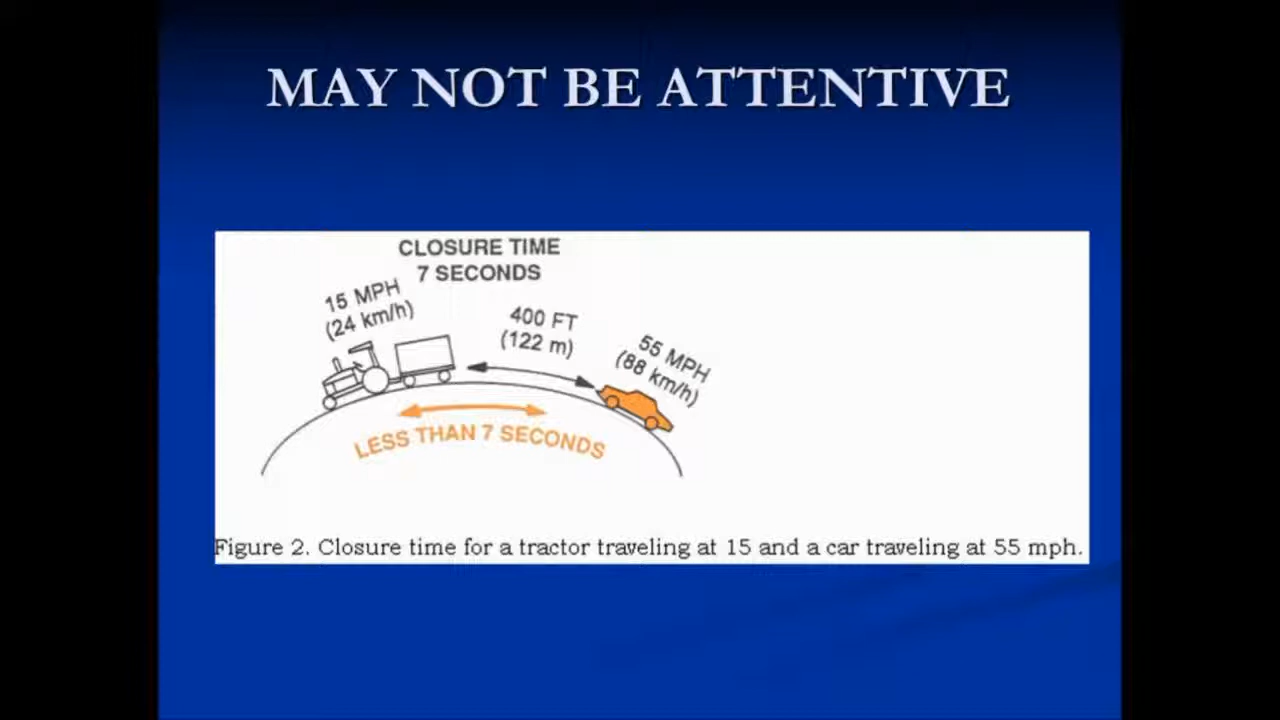 MAY NOT BE ATTENTIVE
CLOSURE TIME
7 SECONDS
15 MPH
(24 km/h)
400 FT
(122 m)
55 MPH
(88 km/h)
LESS THAN 7 SECONDS
Figure 2. Closure time for a tractor traveling at 15 and a car traveling at 55 mph.